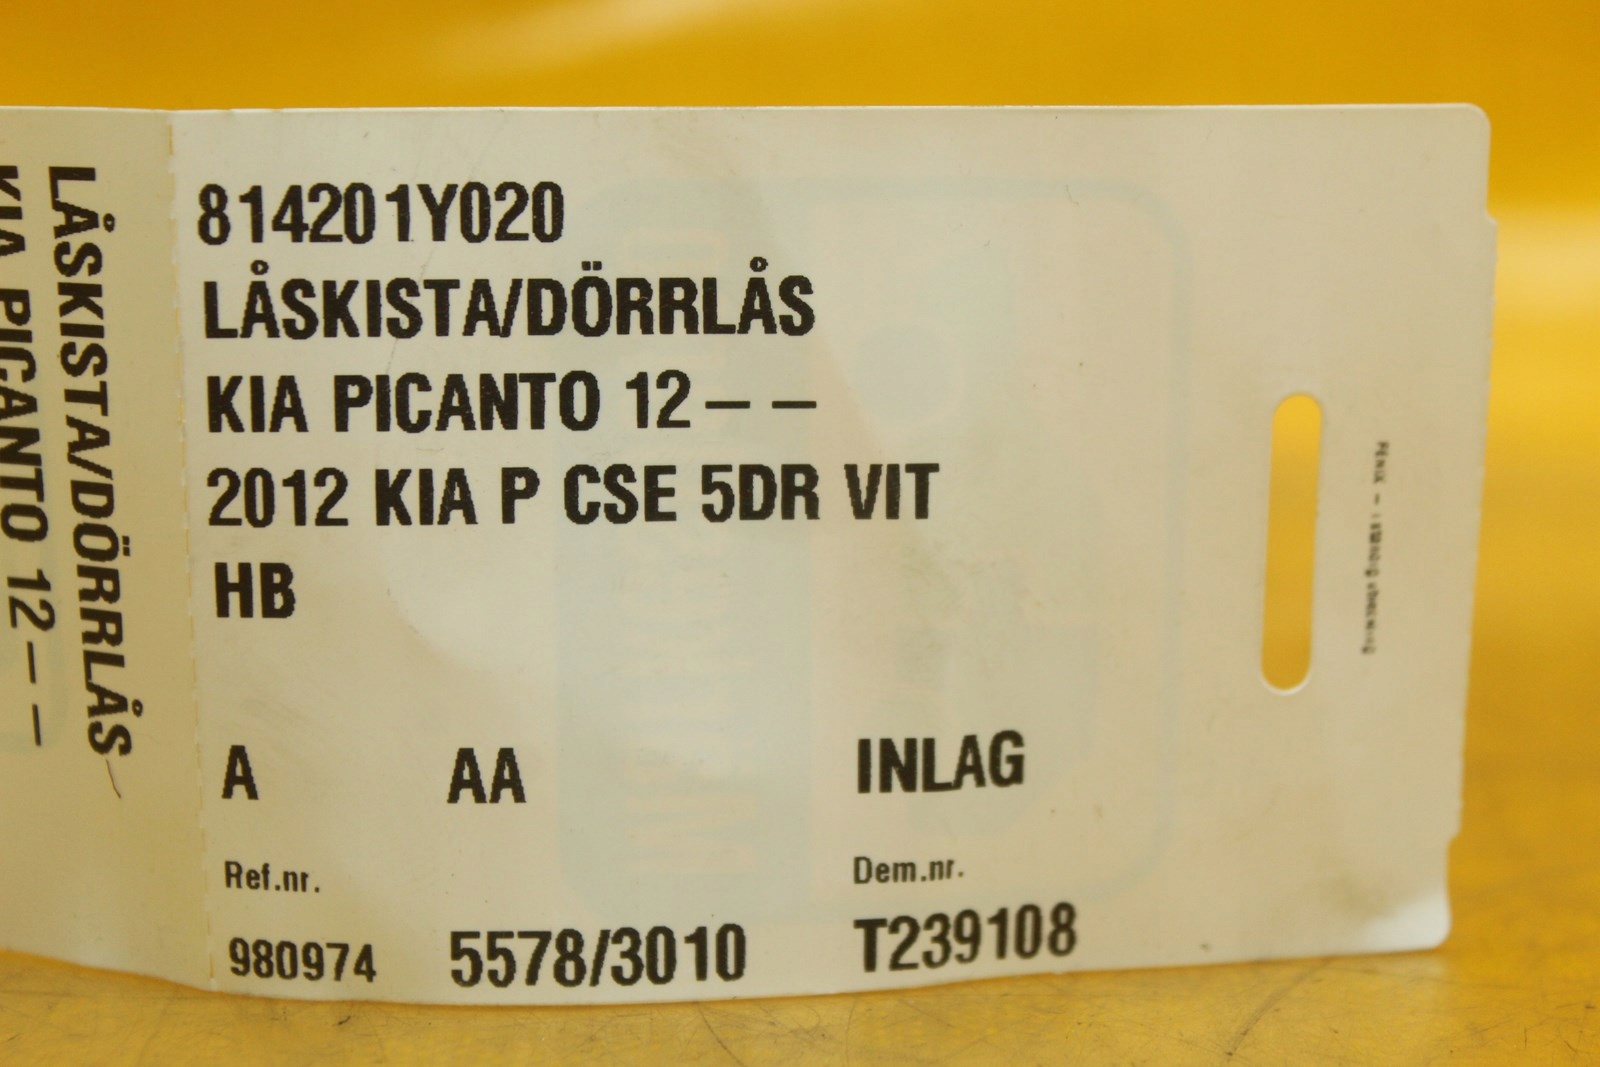 814201Y020
LÅSKISTA/DÖRRLÅS
KIA PICANTO 12 – –
2012 KIA P CSE 5DR VIT
HB
A AA INLAG
Ref.nr. Dem.nr.
980974 5578/3010 T239108
LÅSKISTA/DÖRRLÅS
KIA PICANTO 12 – –